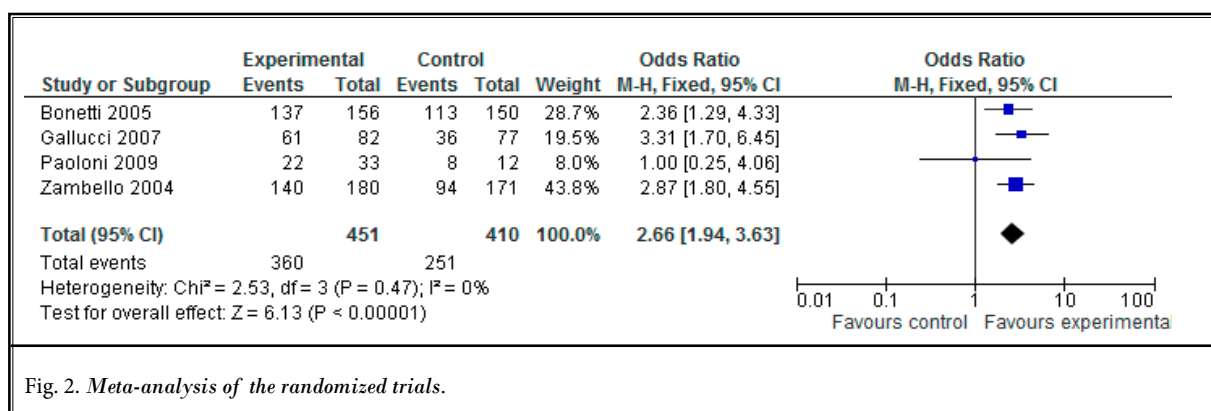 Experimental Control Odds Ratio Odds Ratio
Study or Subgroup Events Total Events Total Weight M-H, Fixed, 95% CI M-H, Fixed, 95% CI
Bonetti 2005 137 156 113 150 28.7% 2.36 [1.29, 4.33]
Gallucci 2007 61 82 36 77 19.5% 3.31 [1.70, 6.45]
Paoloni 2009 22 33 8 12 8.0% 1.00 [0.25, 4.06]
Zambello 2004 140 180 94 171 43.8% 2.87 [1.80, 4.55]
Total (95% CI) 451 410 100.0% 2.66 [1.94, 3.63]
Total events 360 251
Heterogeneity: Chi² = 2.53, df = 3 (P = 0.47); I² = 0%
Test for overall effect: Z = 6.13 (P < 0.00001)
0.01 0.1 1 10 100
Favours control Favours experimenta
Fig. 2. Meta-analysis of the randomized trials.